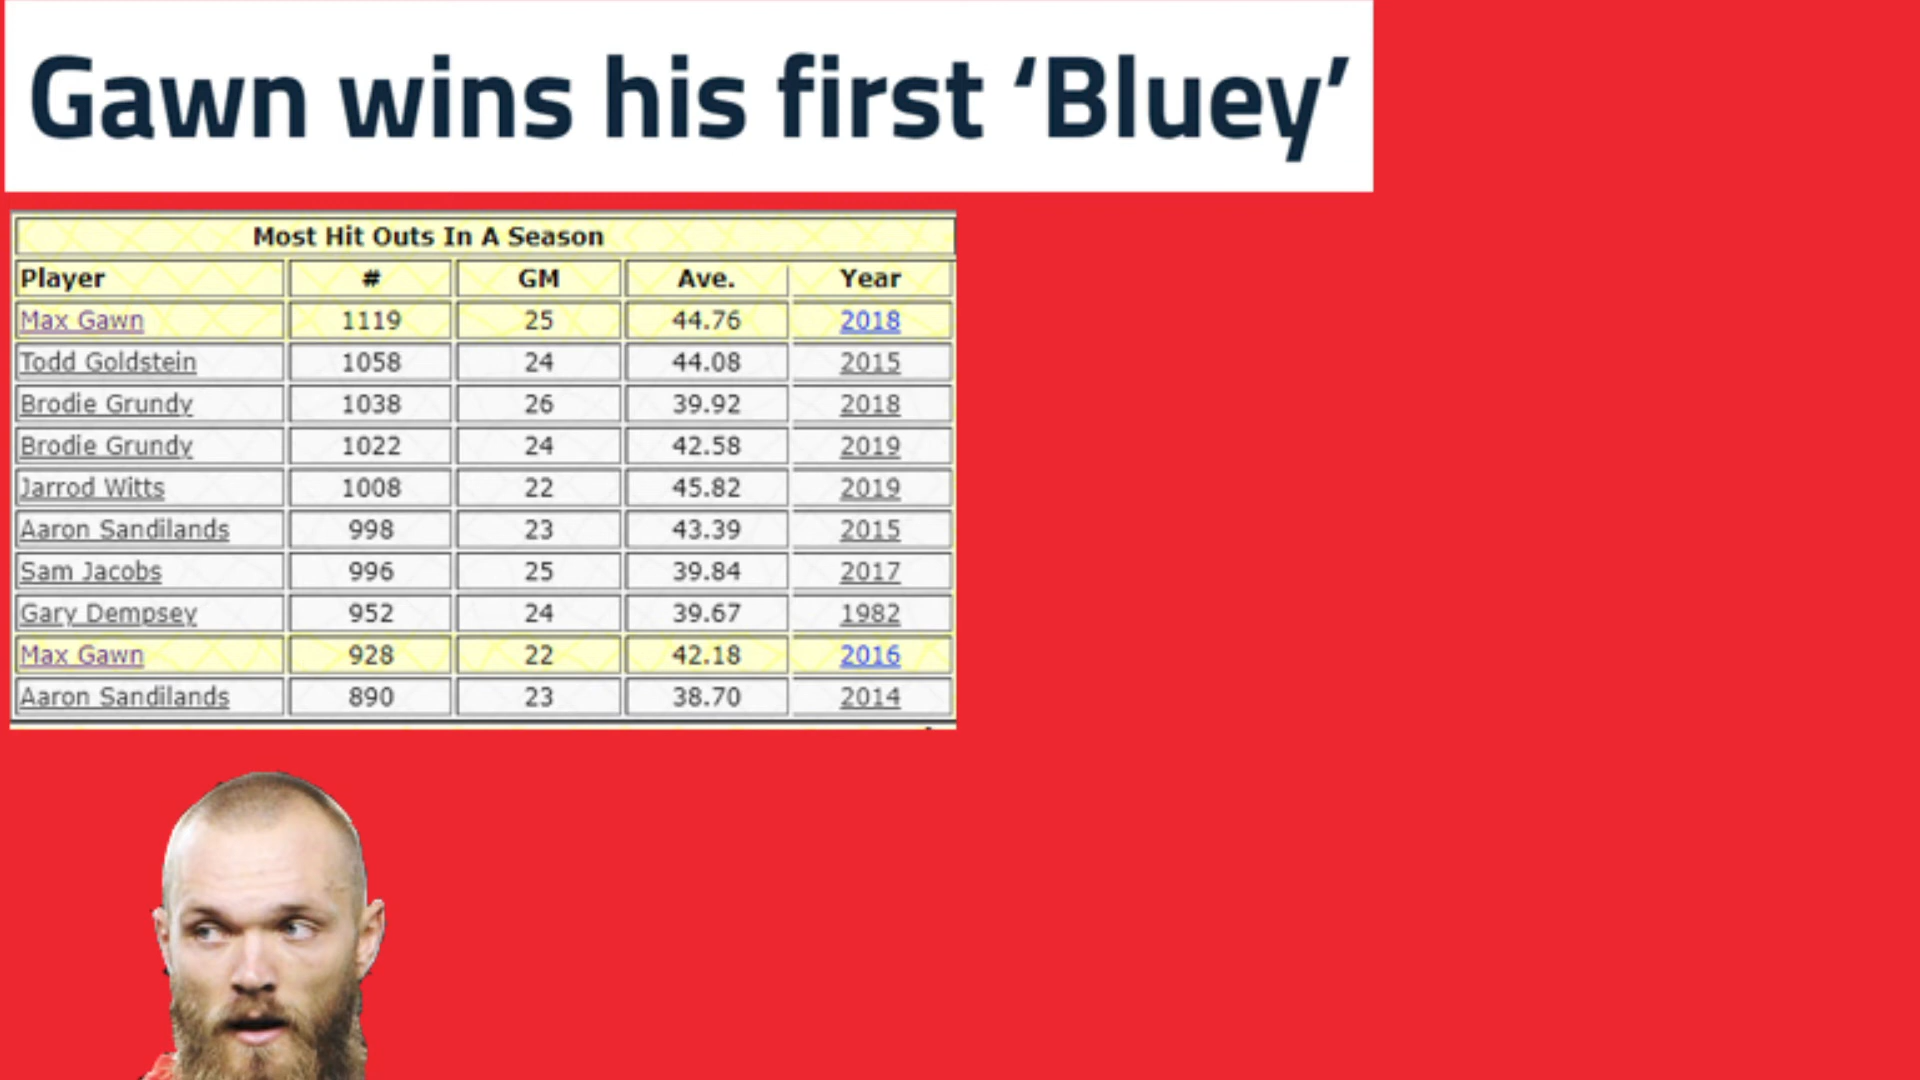 Gawn wins his first ‘Bluey’
Most Hit Outs In A Season
Player # GM Ave. Year
Max Gawn 1119 25 44.76 2018
Todd Goldstein 1058 24 44.08 2015
Brodie Grundy 1038 26 39.92 2018
Brodie Grundy 1022 24 42.58 2019
Jarrod Witts 1008 22 45.82 2019
Aaron Sandilands 998 23 43.39 2015
Sam Jacobs 996 25 39.84 2017
Gary Dempsey 952 24 39.67 1982
Max Gawn 928 22 42.18 2016
Aaron Sandilands 890 23 38.70 2014